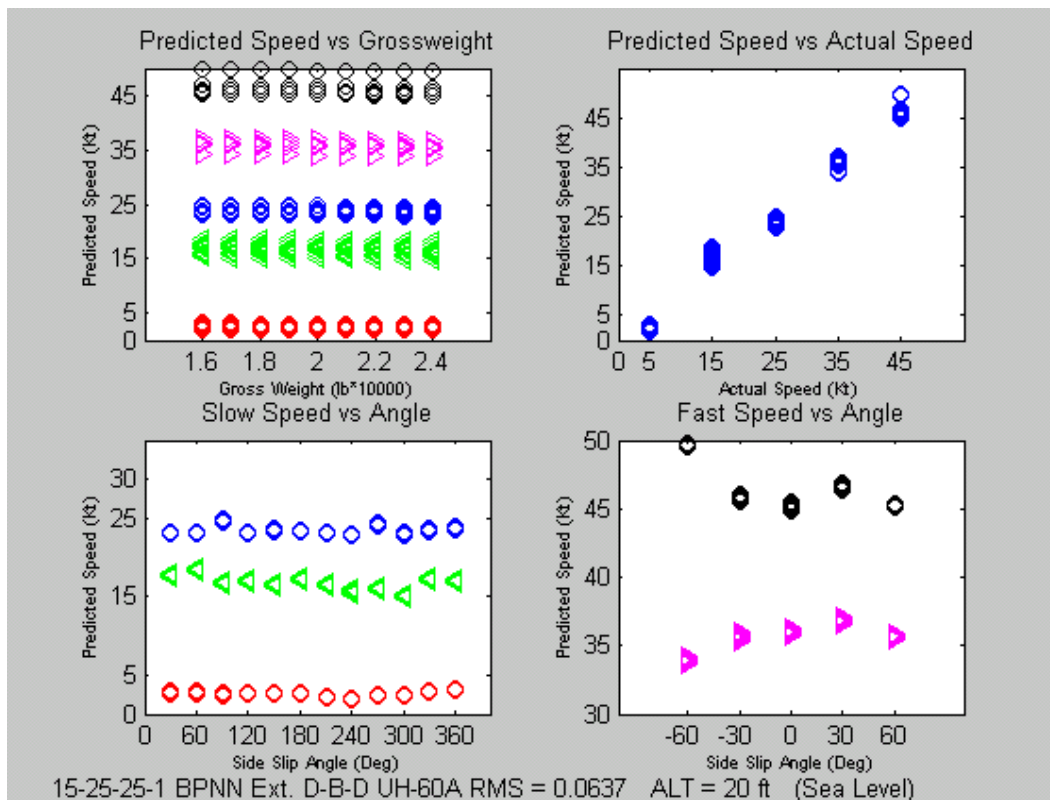 Predicted Speed vs Grossweight
Predicted Speed (Kt)
45
35
25
15
5
0
1.6 1.8 2 2.2 2.4
Gross Weight (lb*10000)
Predicted Speed vs Actual Speed
Predicted Speed (Kt)
45
35
25
15
5
0
0 5 15 25 35 45
Actual Speed (Kt)
Slow Speed vs Angle
Predicted Speed (Kt)
35
25
15
5
0
0 60 120 180 240 300 360
Side Slip Angle (Deg)
Fast Speed vs Angle
Predicted Speed (Kt)
50
45
40
35
30
-60 -30 0 30 60
Side Slip Angle (Deg)
15-25-25-1 BPNN Ext. D-B-D UH-60A RMS = 0.0637 ALT = 20 ft (Sea Level)